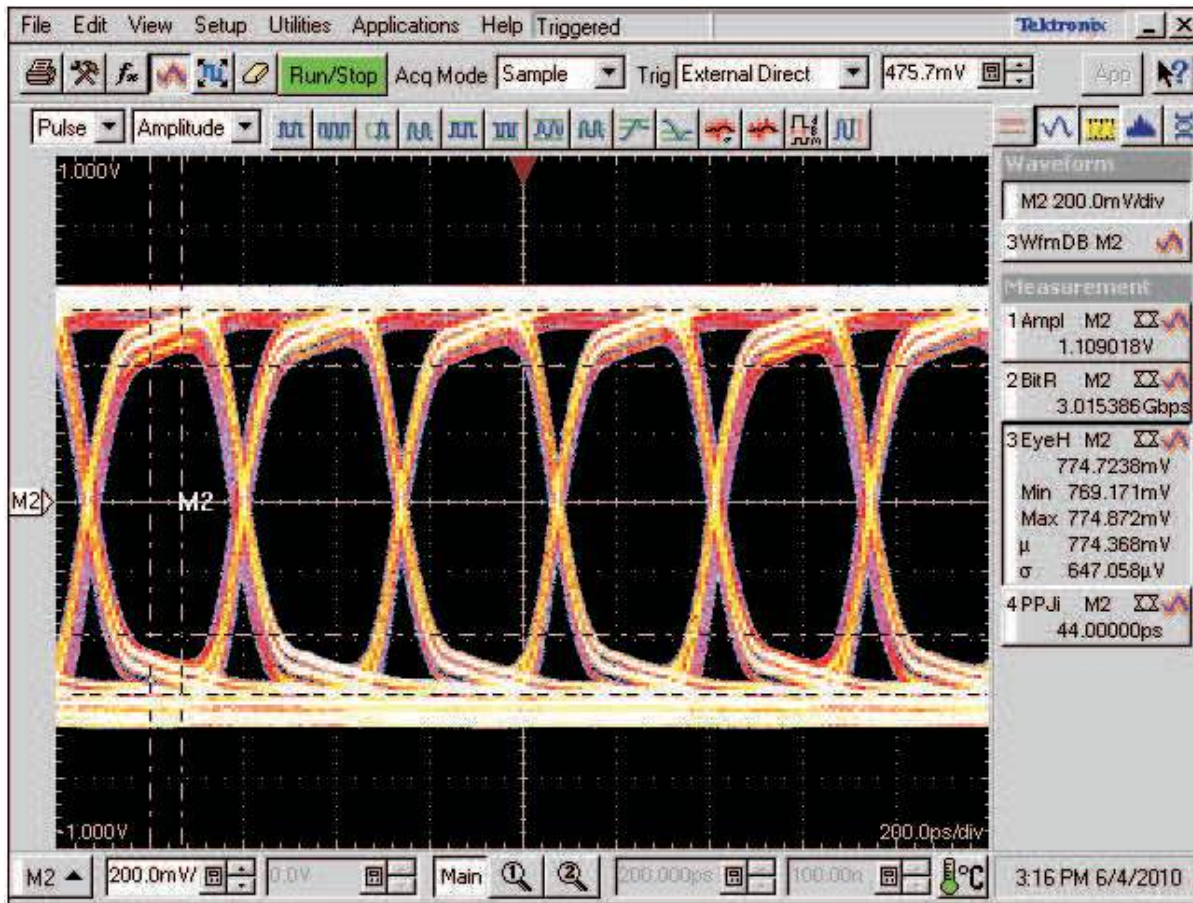 File Edit View Setup Utilities Applications Help Triggered Tektronix
Run/Stop Acq Mode Sample Trig External Direct 475.7mV App
Pulse Amplitude
1.000V
M2
M2
-1.000V 200.0ps/div
Waveform
M2 200.0mV/div
3WfmDB M2
Measurement
1 Ampl M2
1.109018V
2 BitR M2
3.015386Gbps
3 EyeH M2
774.7238mV
Min 769.171mV
Max 774.872mV
μ 774.368mV
σ 647.058μV
4 PPJi M2
44.00000ps
M2 200.0mV/ 0.0V Main 1 2 200.000ps 100.00n °C 3:16 PM 6/4/2010